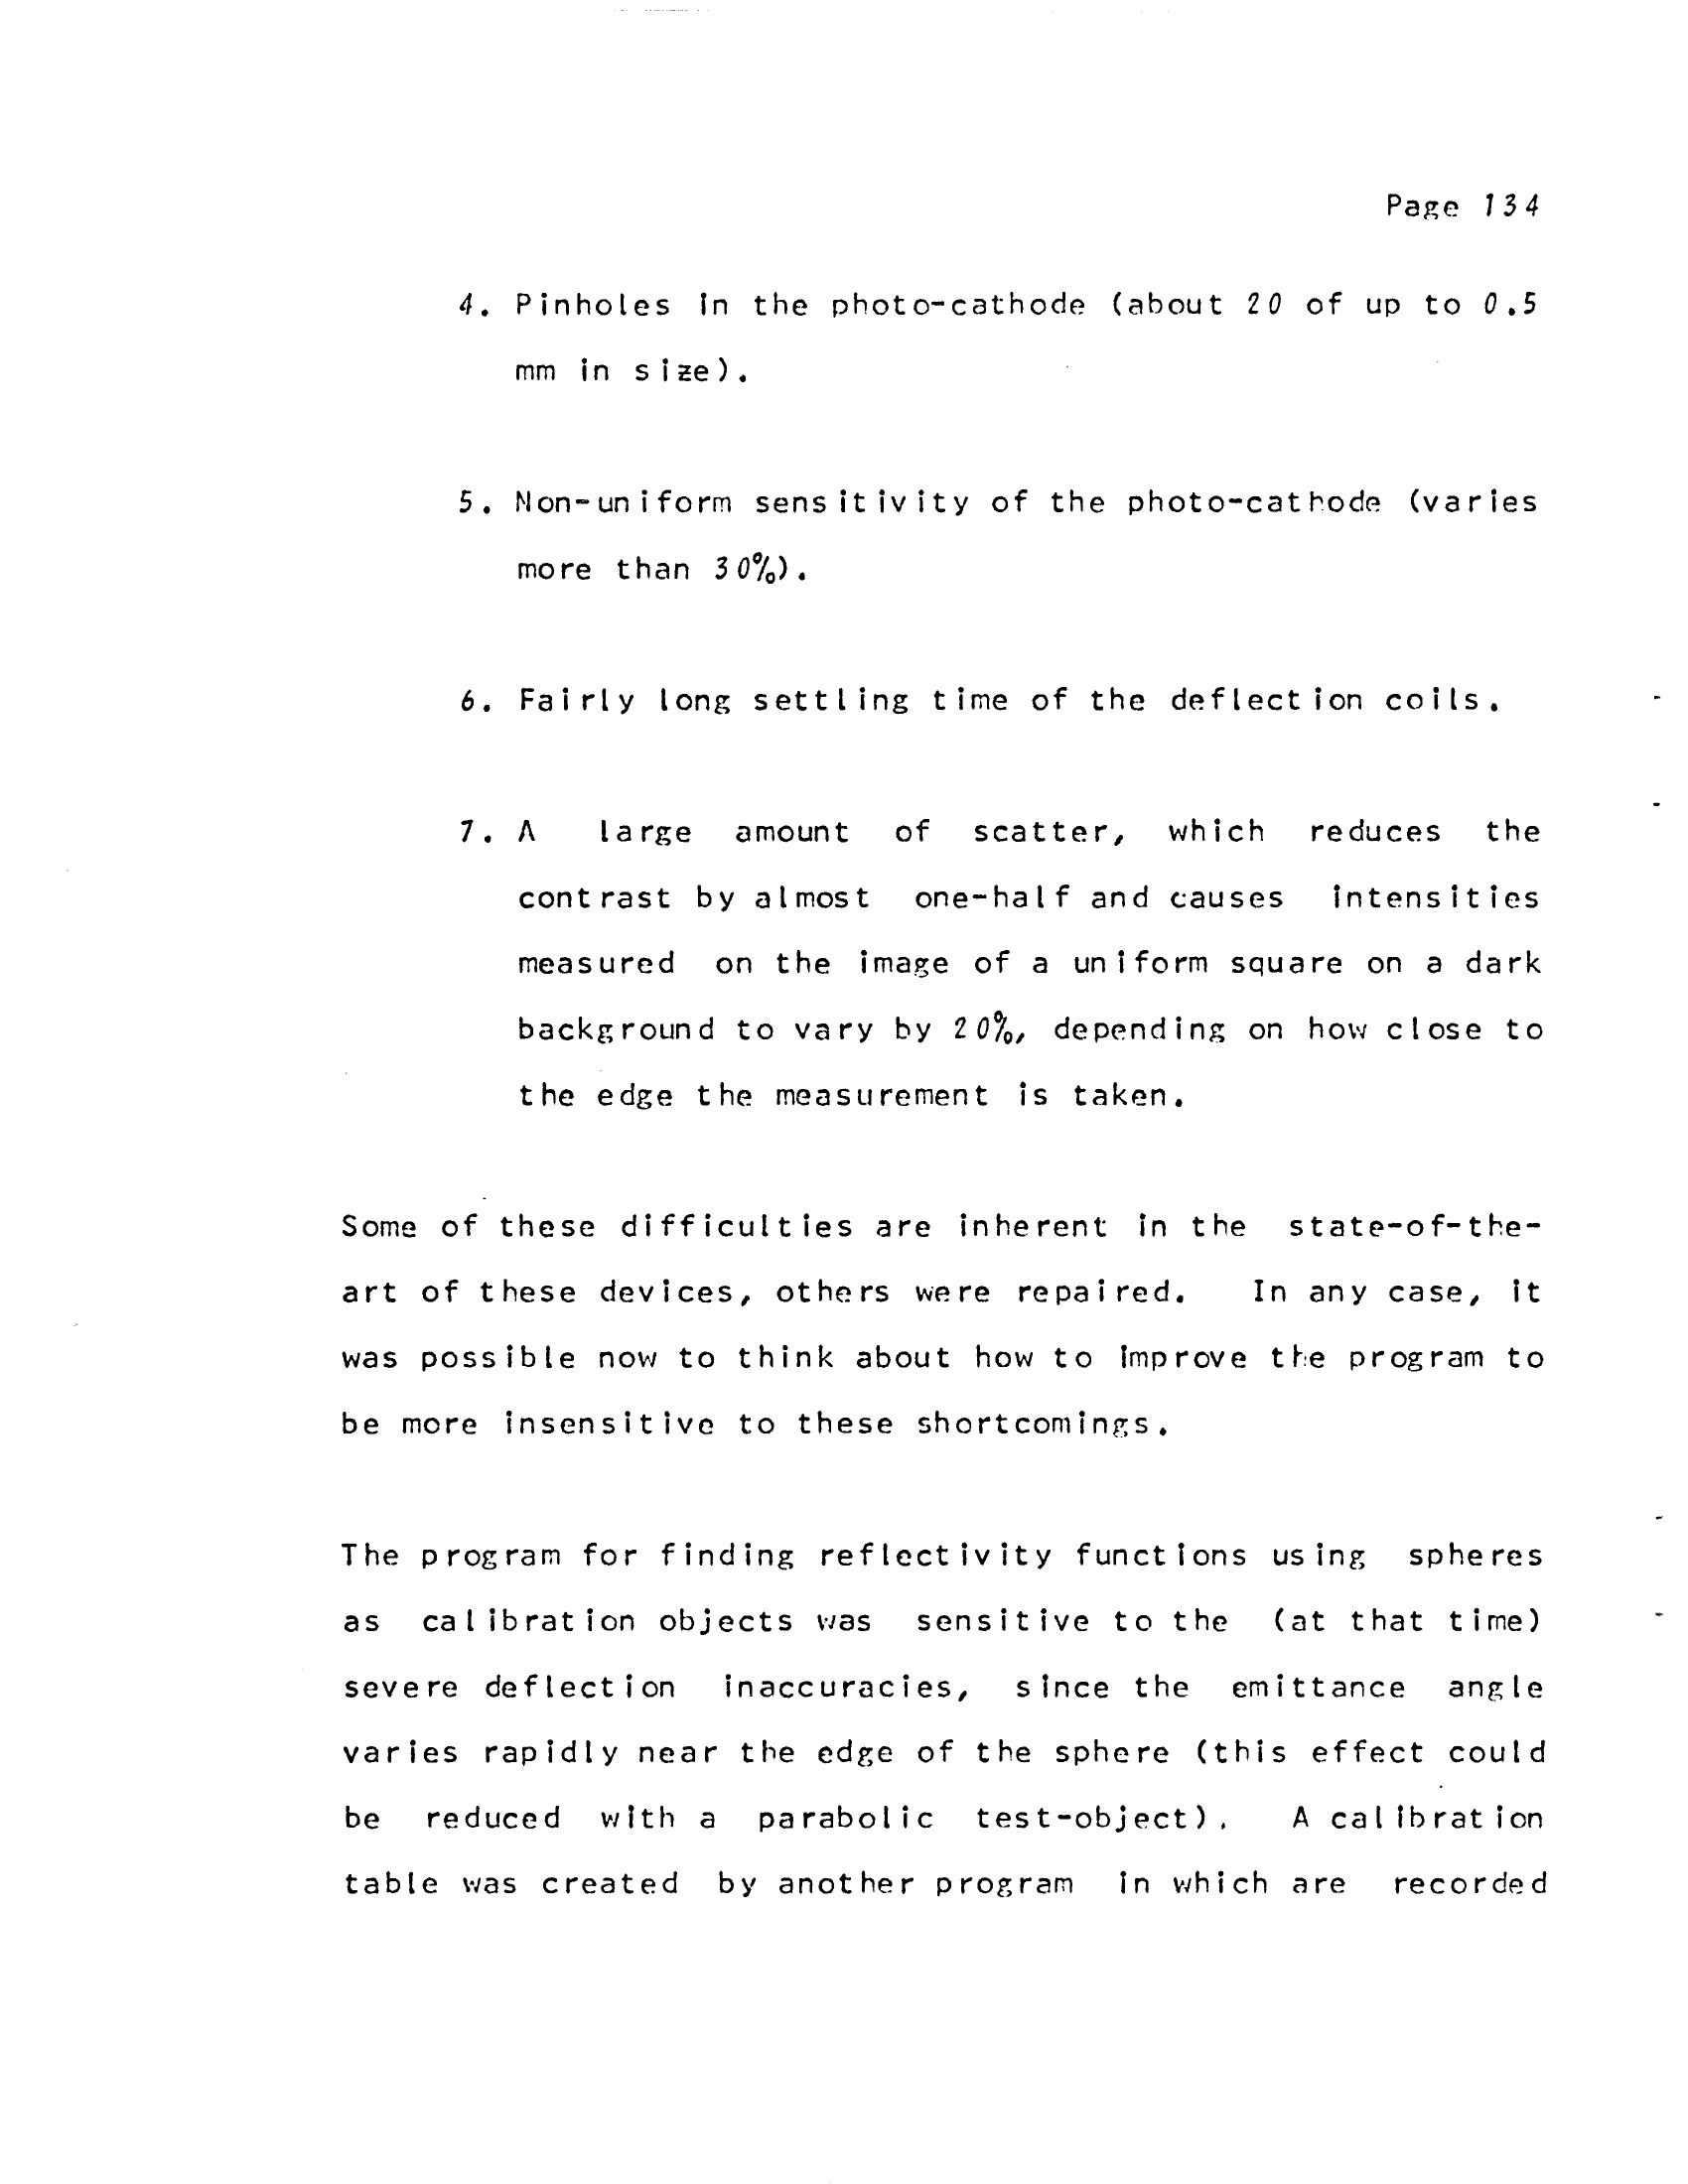 Page 134
4. Pinholes in the photo-cathode (about 20 of up to 0.5
mm in size).
5. Non-uniform sensitivity of the photo-cathode (varies
more than 30%).
6. Fairly long settling time of the deflection coils.
7. A large amount of scatter, which reduces the
contrast by almost one-half and causes intensities
measured on the image of a uniform square on a dark
background to vary by 20%, depending on how close to
the edge the measurement is taken.
Some of these difficulties are inherent in the state-of-the-
art of these devices, others were repaired. In any case, it
was possible now to think about how to improve the program to
be more insensitive to these shortcomings.
The program for finding reflectivity functions using spheres
as calibration objects was sensitive to the (at that time)
severe deflection inaccuracies, since the emittance angle
varies rapidly near the edge of the sphere (this effect could
be reduced with a parabolic test-object). A calibration
table was created by another program in which are recorded